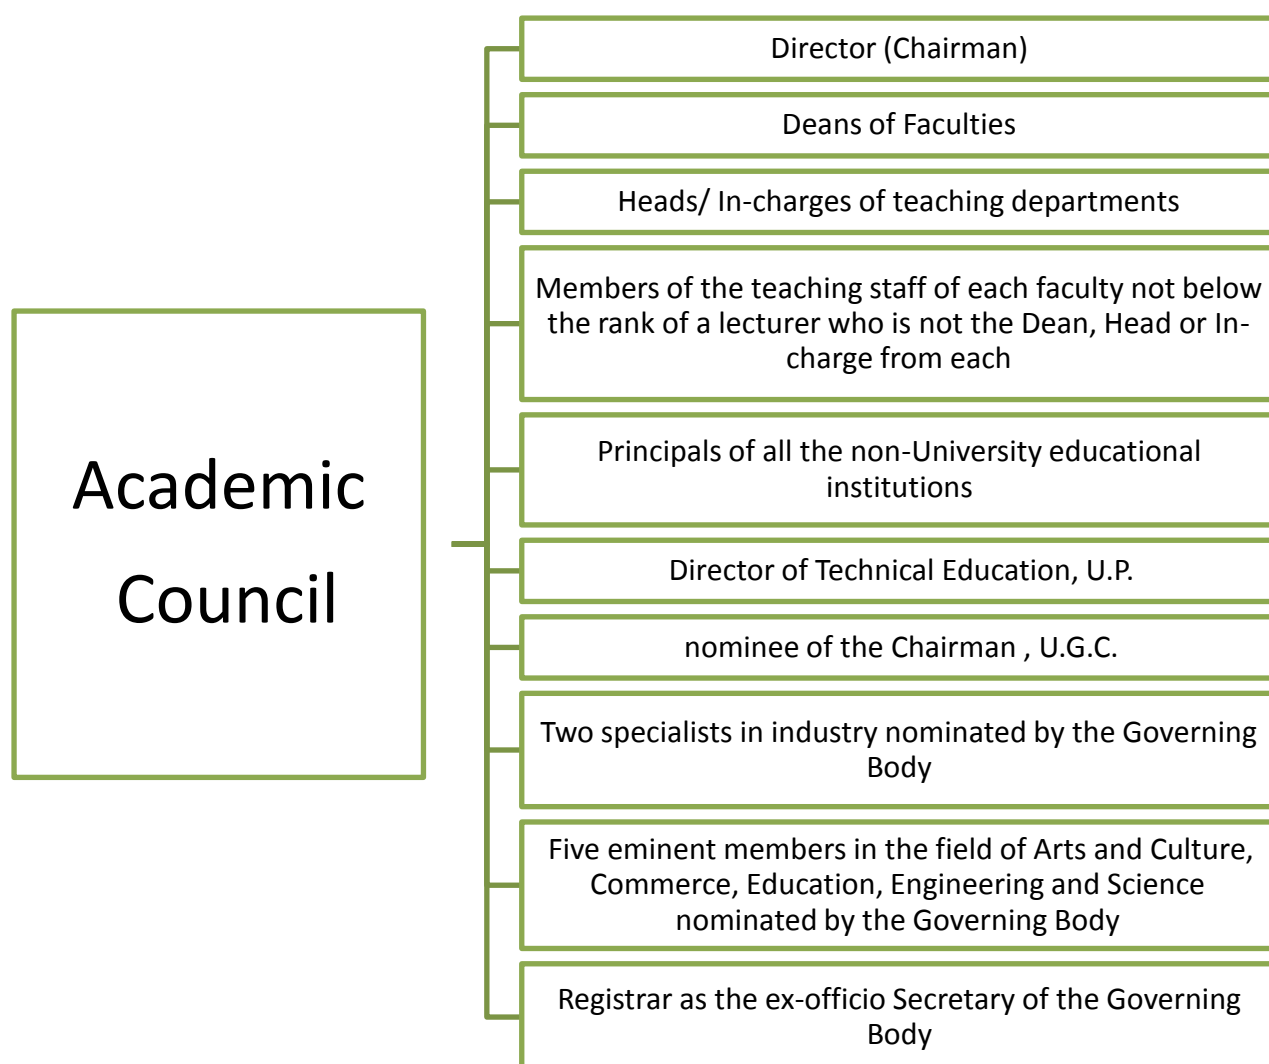 Academic
Council
Director (Chairman)
Deans of Faculties
Heads/ In-charges of teaching departments
Members of the teaching staff of each faculty not below
the rank of a lecturer who is not the Dean, Head or In-
charge from each
Principals of all the non-University educational
institutions
Director of Technical Education, U.P.
nominee of the Chairman , U.G.C.
Two specialists in industry nominated by the Governing
Body
Five eminent members in the field of Arts and Culture,
Commerce, Education, Engineering and Science
nominated by the Governing Body
Registrar as the ex-officio Secretary of the Governing
Body